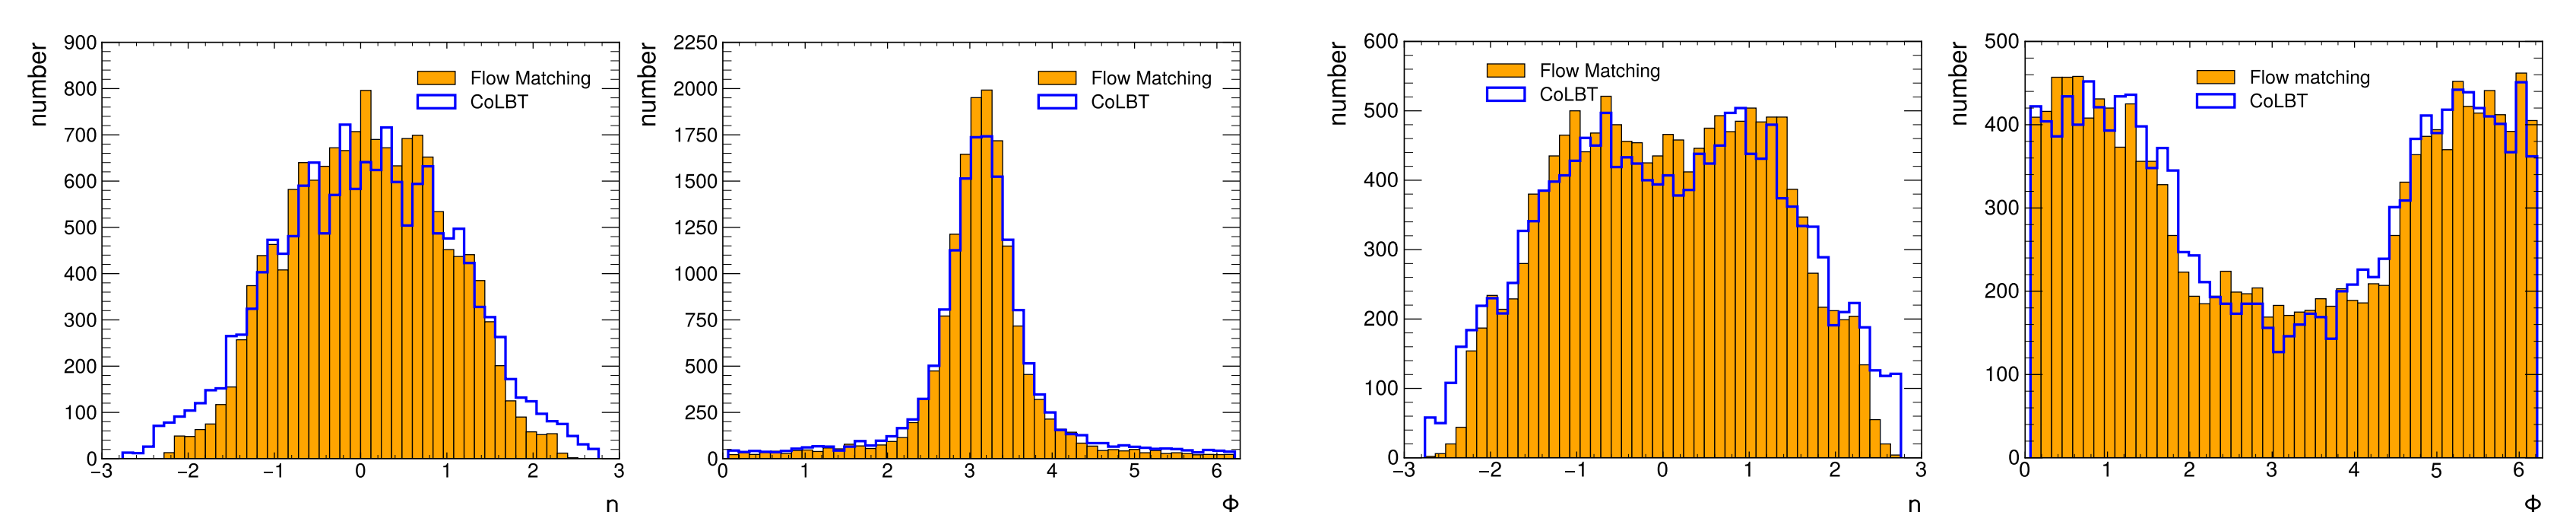 number
900
800
700
600
500
400
300
200
100
0
−3 −2 −1 0 1 2 3
n
Flow Matching
CoLBT
number
2250
2000
1750
1500
1250
1000
750
500
250
0
0 1 2 3 4 5 6
Φ
Flow Matching
CoLBT
number
600
500
400
300
200
100
0
−3 −2 −1 0 1 2 3
n
Flow Matching
CoLBT
number
500
400
300
200
100
0
0 1 2 3 4 5 6
Φ
Flow matching
CoLBT